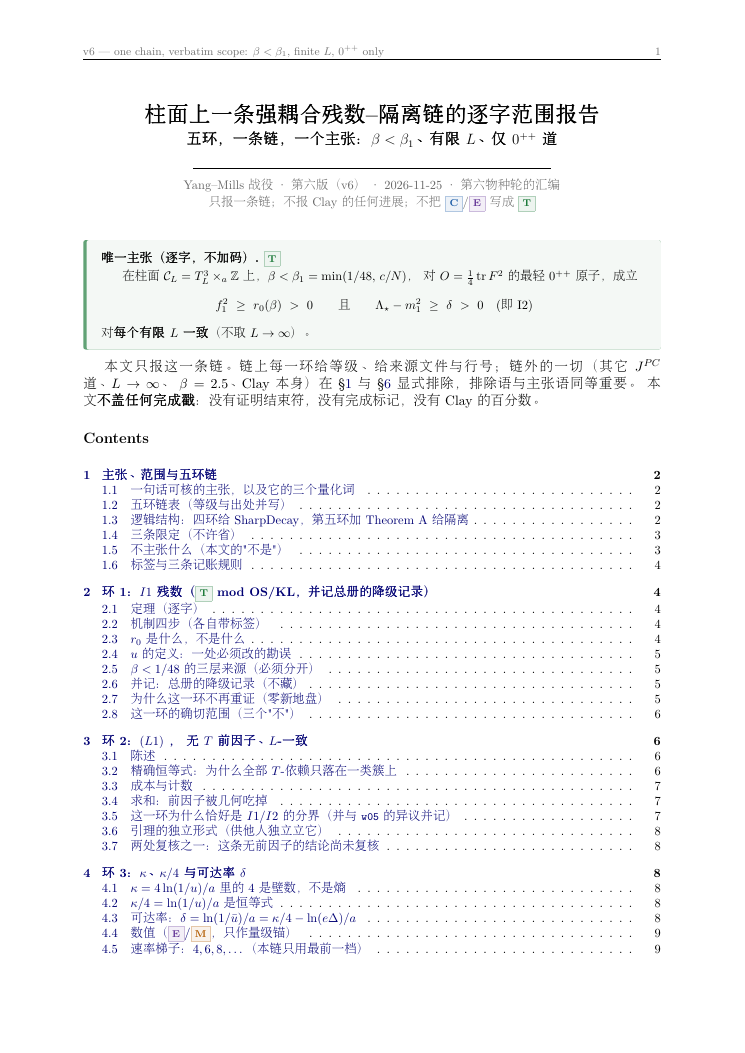 v6 — one chain, verbatim scope: β < β₁, finite L, 0⁺⁺ only 1
柱面上一条强耦合残数–隔离链的逐字范围报告
五环，一条链，一个主张：β < β₁、有限 L、仅 0⁺⁺ 道
Yang–Mills 战役 · 第六版（v6） · 2026-11-25 · 第六物种轮的汇编
只报一条链；不报 Clay 的任何进展；不把 C/E 写成 T
唯一主张（逐字，不加码）. T
在柱面 𝒞_L = T_L³ ×ₐ ℤ 上，β < β₁ = min(1/48, c/N)， 对 O = ¼ tr F² 的最轻 0⁺⁺ 原子，成立
f₁² ≥ r₀(β) > 0 且 Λ⋆ − m₁² ≥ δ > 0 (即 I2)
对每个有限 L 一致（不取 L → ∞）。
本文只报这一条链。链上每一环给等级、给来源文件与行号；链外的一切（其它 J^PC
道、L → ∞、 β = 2.5、Clay 本身）在 §1 与 §6 显式排除，排除语与主张语同等重要。 本
文不盖任何完成戳：没有证明结束符，没有完成标记，没有 Clay 的百分数。
Contents
1 主张、范围与五环链 2
1.1 一句话可核的主张，以及它的三个量化词 . . . 2
1.2 五环链表（等级与出处并写） . . . 2
1.3 逻辑结构：四环给 SharpDecay，第五环加 Theorem A 给隔离 . . . 2
1.4 三条限定（不许省） . . . 3
1.5 不主张什么（本文的"不是"） . . . 3
1.6 标签与三条记账规则 . . . 4
2 环 1：I1 残数（T mod OS/KL，并记总册的降级记录） 4
2.1 定理（逐字） . . . 4
2.2 机制四步（各自带标签） . . . 4
2.3 r₀ 是什么，不是什么 . . . 4
2.4 u 的定义：一处必须改的勘误 . . . 5
2.5 β < 1/48 的三层来源（必须分开） . . . 5
2.6 并记：总册的降级记录（不藏） . . . 5
2.7 为什么这一环不再重证（零新地盘） . . . 5
2.8 这一环的确切范围（三个"不"） . . . 6
3 环 2：(L1) ， 无 T 前因子、L-一致 6
3.1 陈述 . . . 6
3.2 精确恒等式：为什么全部 T-依赖只落在一类簇上 . . . 6
3.3 成本与计数 . . . 7
3.4 求和：前因子被几何吃掉 . . . 7
3.5 这一环为什么恰好是 I1/I2 的分界（并与 w05 的异议并记） . . . 7
3.6 引理的独立形式（供他人独立立它） . . . 8
3.7 两处复核之一：这条无前因子的结论尚未复核 . . . 8
4 环 3：κ、κ/4 与可达率 δ 8
4.1 κ = 4 ln(1/u)/a 里的 4 是壁数，不是熵 . . . 8
4.2 κ/4 = ln(1/u)/a 是恒等式 . . . 8
4.3 可达率：δ = ln(1/ū)/a = κ/4 − ln(eΔ)/a . . . 8
4.4 数值（E/M，只作量级锚） . . . 9
4.5 速率梯子：4, 6, 8, . . .（本链只用最前一档） . . . 9